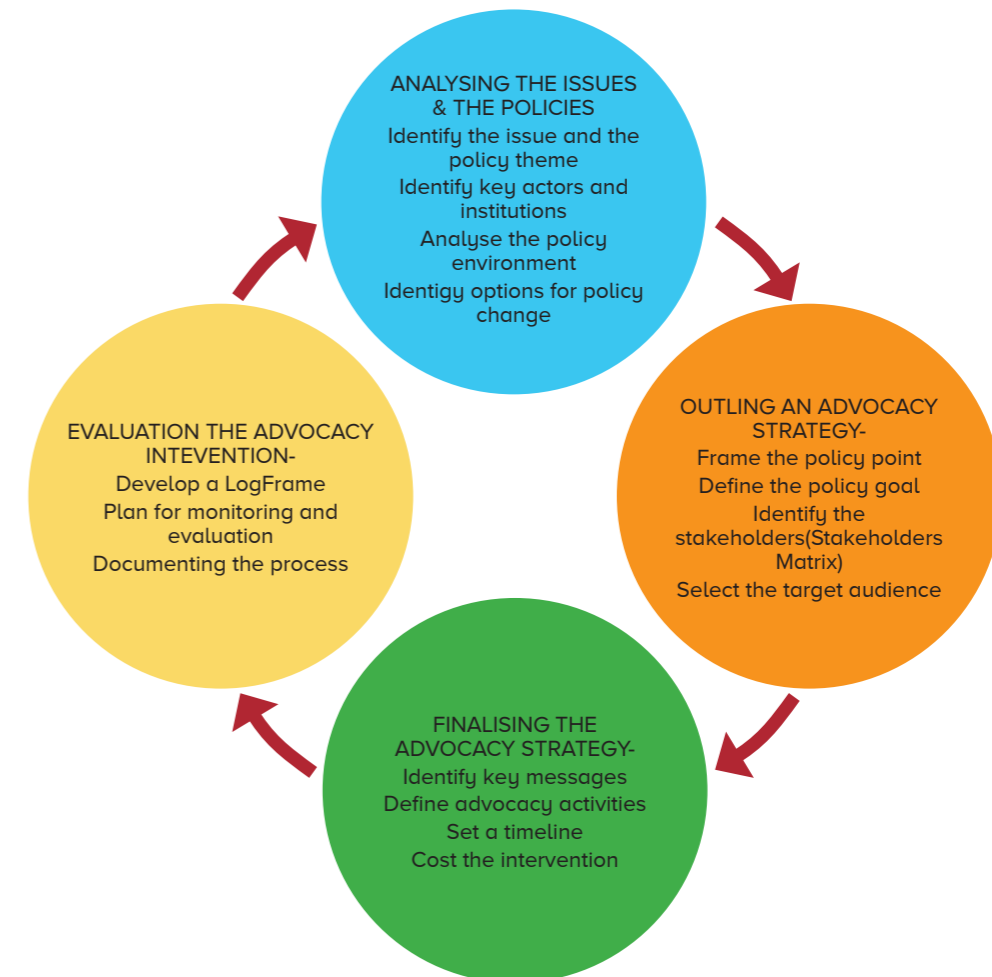 ANALYSING THE ISSUES
& THE POLICIES
Identify the issue and the
policy theme
Identify key actors and
institutions
Analyse the policy
environment
Identigy options for policy
change
OUTLING AN ADVOCACY
STRATEGY-
Frame the policy point
Define the policy goal
Identify the
stakeholders(Stakeholders
Matrix)
Select the target audience
FINALISING THE
ADVOCACY STRATEGY-
Identify key messages
Define advocacy activities
Set a timeline
Cost the intervention
EVALUATION THE ADVOCACY
INTEVENTION-
Develop a LogFrame
Plan for monitoring and
evaluation
Documenting the process